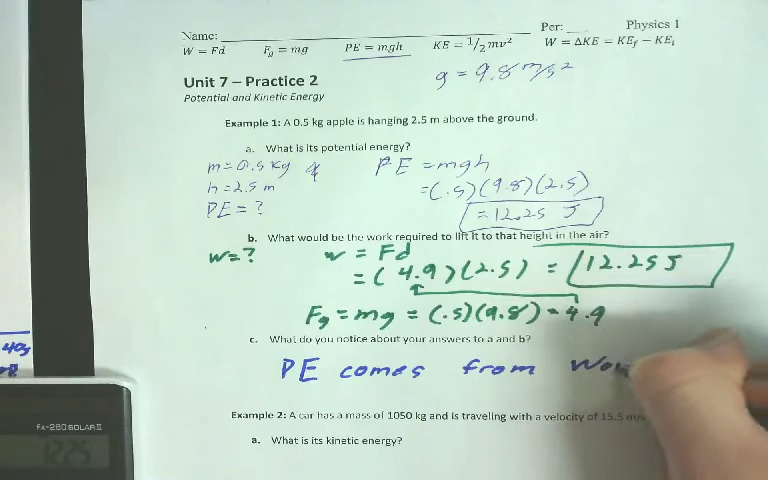 Name: Per: Physics 1
W = Fd Fg = mg PE = mgh KE = 1/2 mv² W = ΔKE = KEf – KEi
g = 9.8 m/s²
Unit 7 – Practice 2
Potential and Kinetic Energy
Example 1: A 0.5 kg apple is hanging 2.5 m above the ground.
a. What is its potential energy?
m = 0.5 kg PE = mgh
h = 2.5 m = (.5)(9.8)(2.5)
PE = ? = 12.25 J
b. What would be the work required to lift it to that height in the air?
W = ? W = Fd
= (4.9)(2.5) = 12.25 J
Fg = mg = (.5)(9.8) = 4.9
c. What do you notice about your answers to a and b?
PE comes from
Example 2: A car has a mass of 1050 kg and is traveling with a velocity of 15.5 m/s
a. What is its kinetic energy?
fx-260 SOLAR II
1225